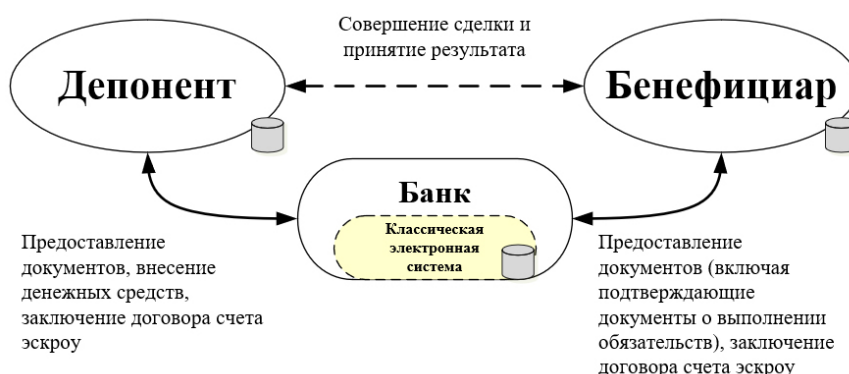 Совершение сделки и
принятие результата
Депонент
Бенефициар
Банк
Классическая
электронная
система
Предоставление
документов, внесение
денежных средств,
заключение договора счета
эскроу
Предоставление
документов (включая
подтверждающие
документы о выполнении
обязательств), заключение
договора счета эскроу